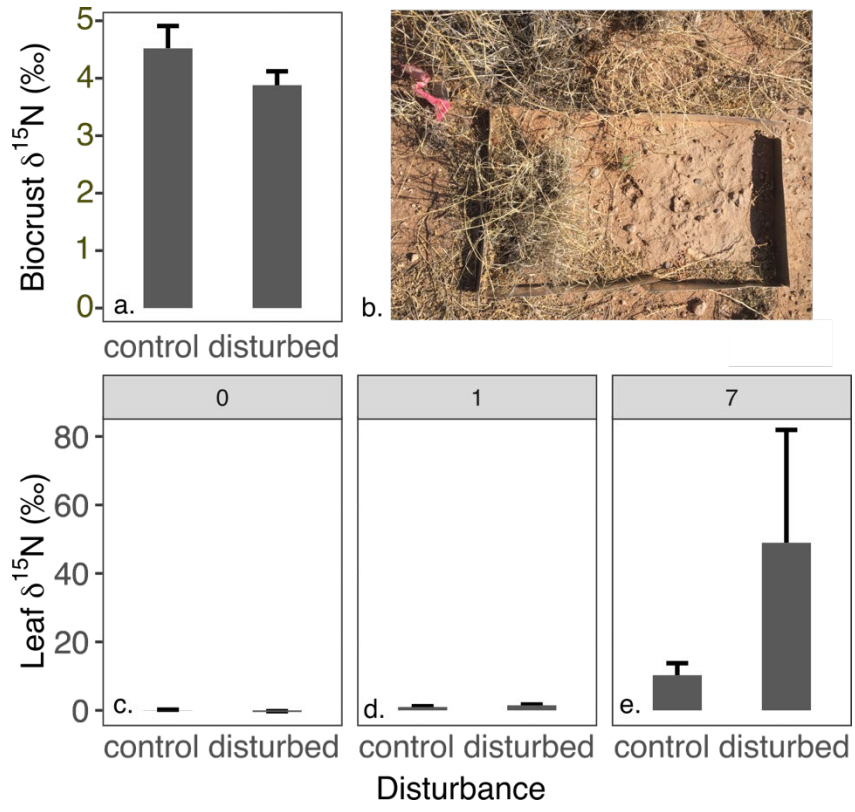 Biocrust δ¹⁵N (‰)
5
4
3
2
1
0
a.
control disturbed
b.
0
1
7
Leaf δ¹⁵N (‰)
80
60
40
20
0
c.
d.
e.
control disturbed
control disturbed
control disturbed
Disturbance